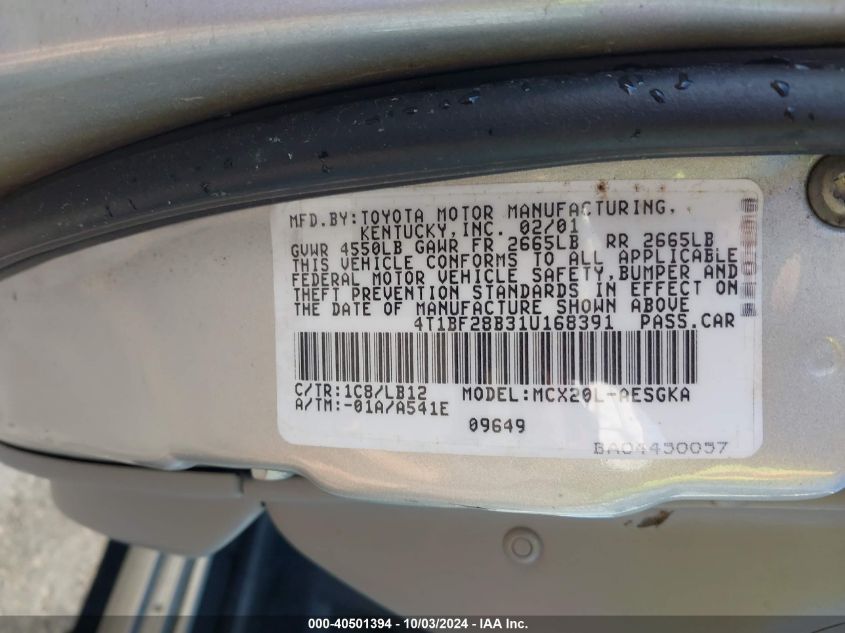 MFD.BY:TOYOTA MOTOR MANUFACTURING,
KENTUCKY,INC. 02/01
GVWR 4550LB GAWR FR 2665LB RR 2665LB
THIS VEHICLE CONFORMS TO ALL APPLICABLE
FEDERAL MOTOR VEHICLE SAFETY,BUMPER AND
THEFT PREVENTION STANDARDS IN EFFECT ON
THE DATE OF MANUFACTURE SHOWN ABOVE
4T1BF28B31U168391 PASS.CAR
C/TR:1C8/LB12 MODEL:MCX20L-AESGKA
A/TM:-01A/A541E
09649
BA04450057
000-40501394 - 10/03/2024 - IAA Inc.